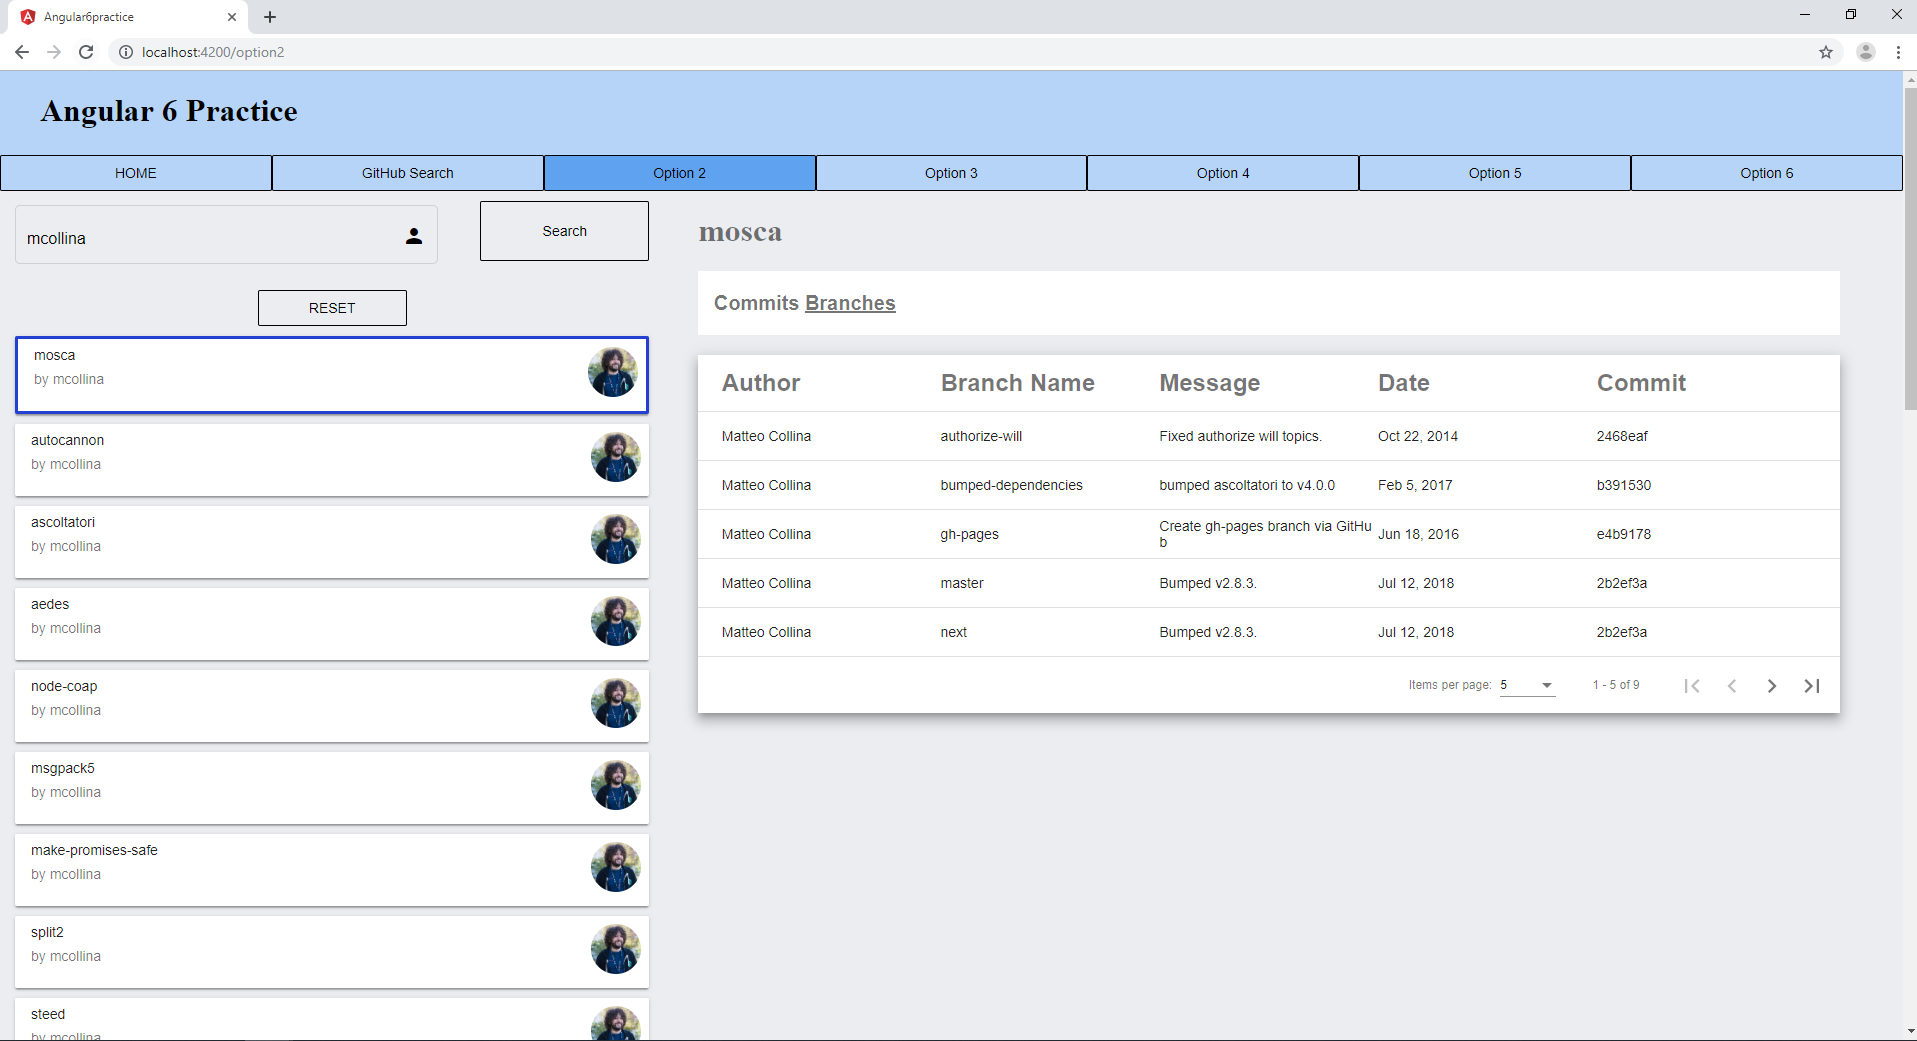 Angular6practice
localhost:4200/option2
Angular 6 Practice
HOME
GitHub Search
Option 2
Option 3
Option 4
Option 5
Option 6
mcollina
Search
RESET
mosca
by mcollina
autocannon
by mcollina
ascoltatori
by mcollina
aedes
by mcollina
node-coap
by mcollina
msgpack5
by mcollina
make-promises-safe
by mcollina
split2
by mcollina
steed
by mcollina
mosca
Commits Branches
Author Branch Name Message Date Commit
Matteo Collina authorize-will Fixed authorize will topics. Oct 22, 2014 2468eaf
Matteo Collina bumped-dependencies bumped ascoltatori to v4.0.0 Feb 5, 2017 b391530
Matteo Collina gh-pages Create gh-pages branch via GitHu
b Jun 18, 2016 e4b9178
Matteo Collina master Bumped v2.8.3. Jul 12, 2018 2b2ef3a
Matteo Collina next Bumped v2.8.3. Jul 12, 2018 2b2ef3a
Items per page: 5 1 - 5 of 9